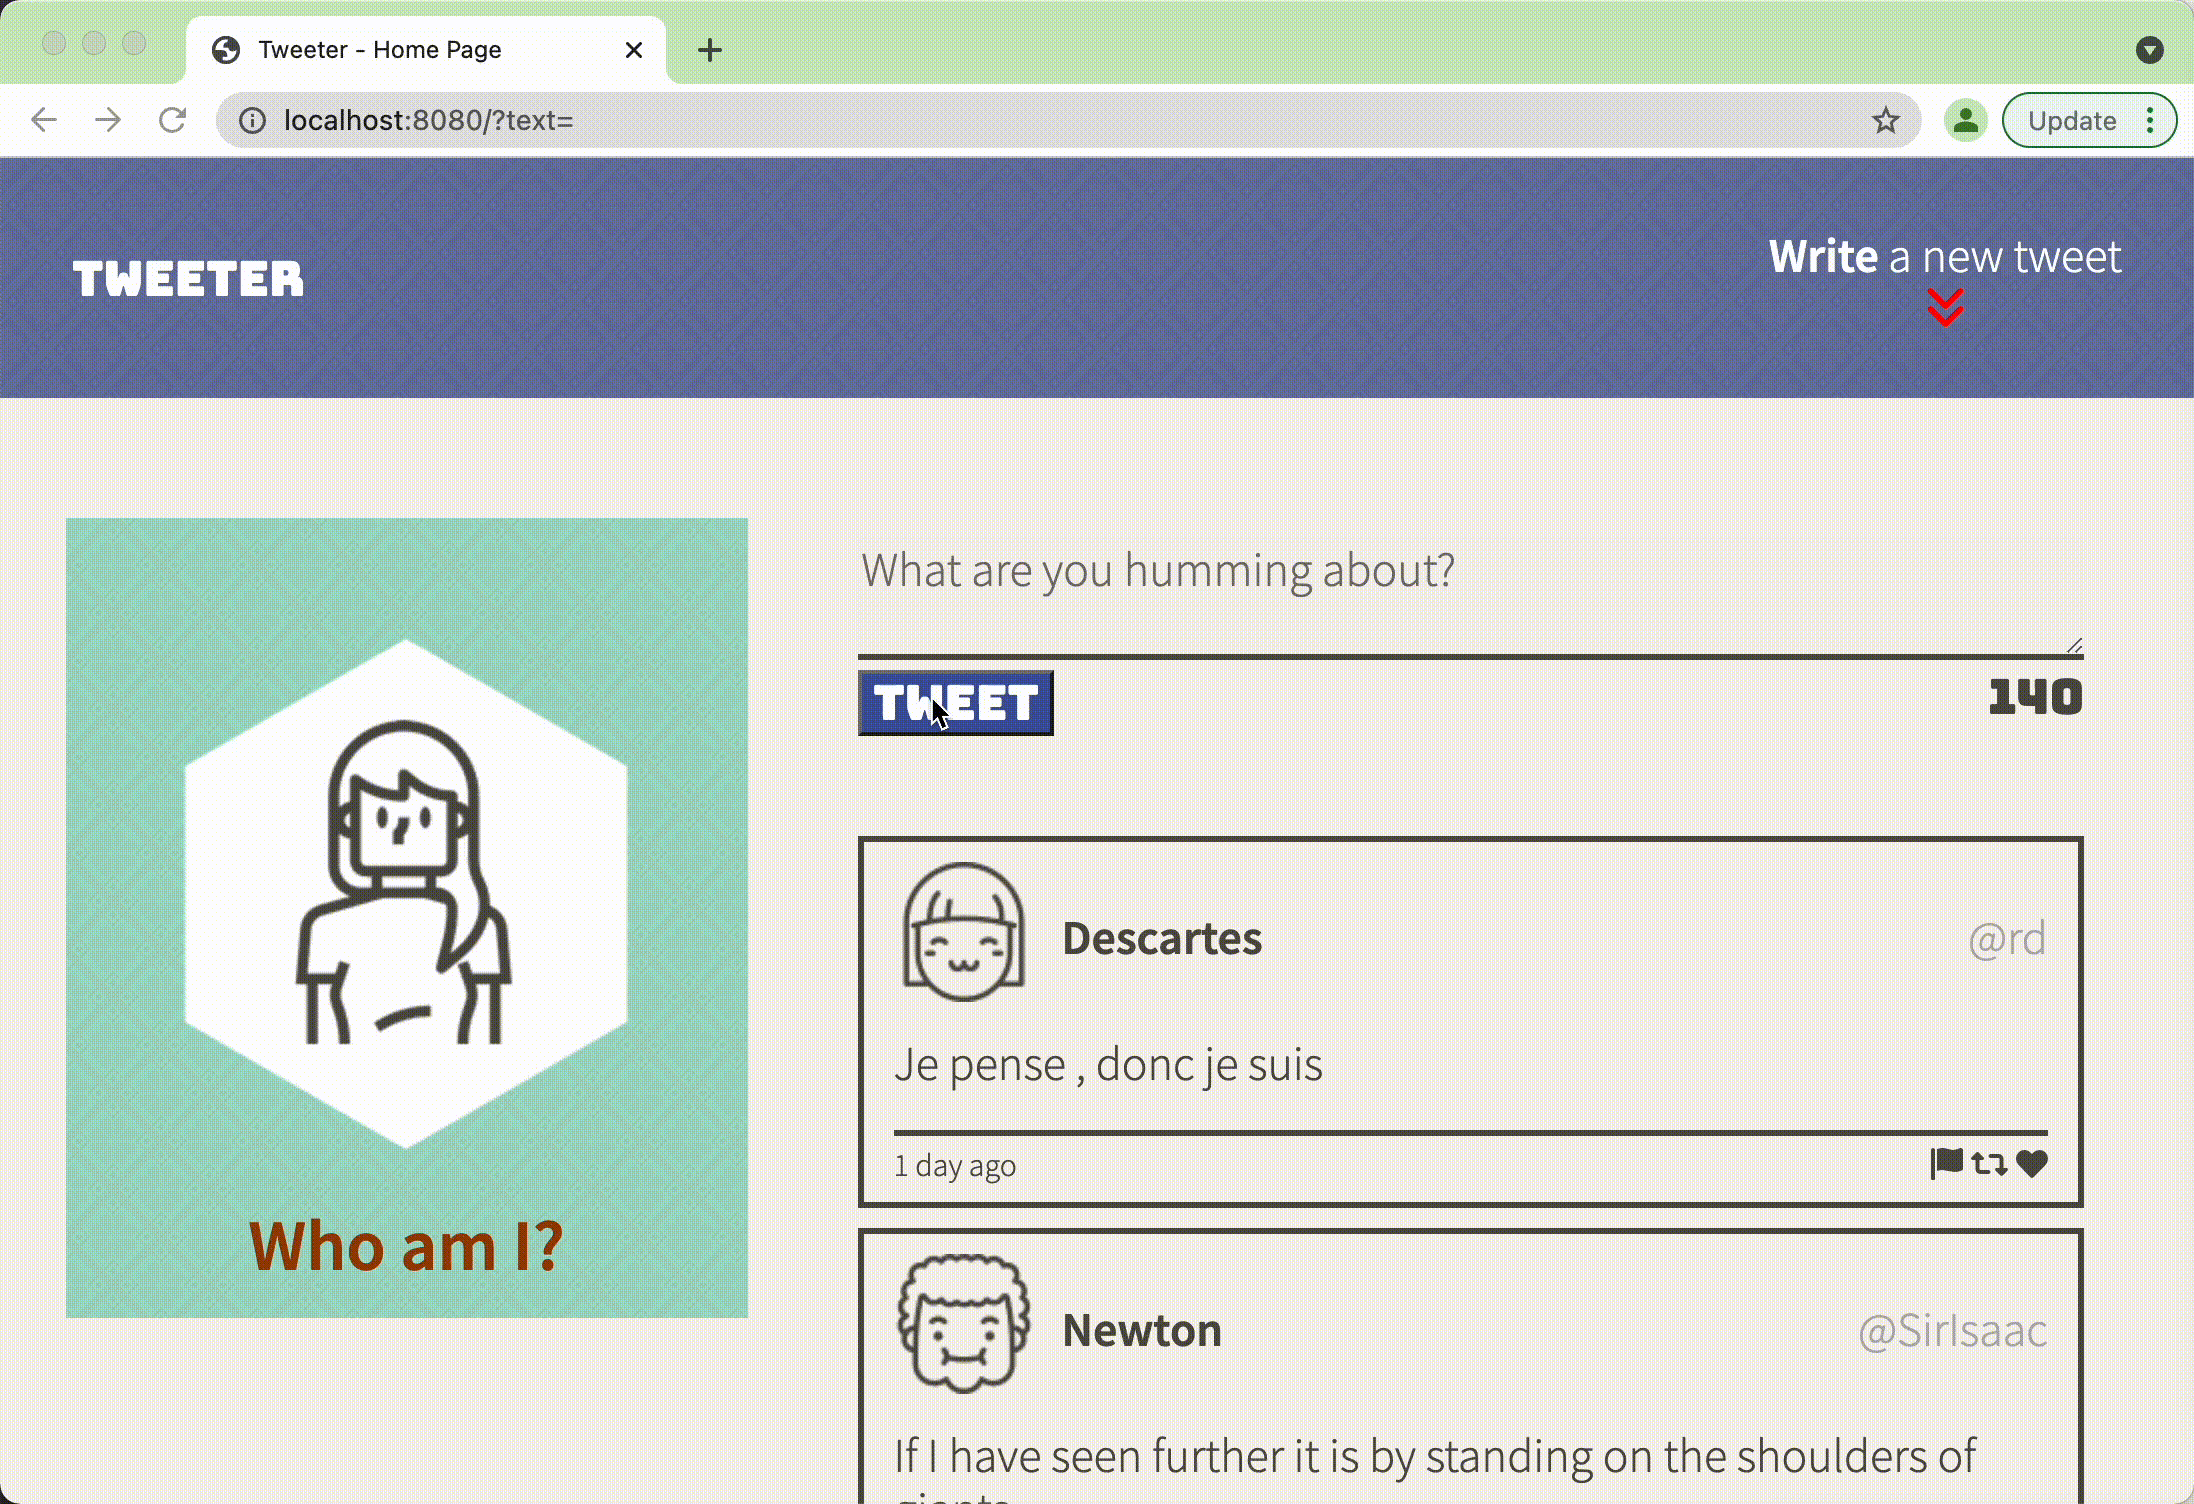 Tweeter - Home Page
localhost:8080/?text=
Update
TWEETER
Write a new tweet
What are you humming about?
TWEET
140
Who am I?
Descartes
@rd
Je pense , donc je suis
1 day ago
Newton
@SirIsaac
If I have seen further it is by standing on the shoulders of